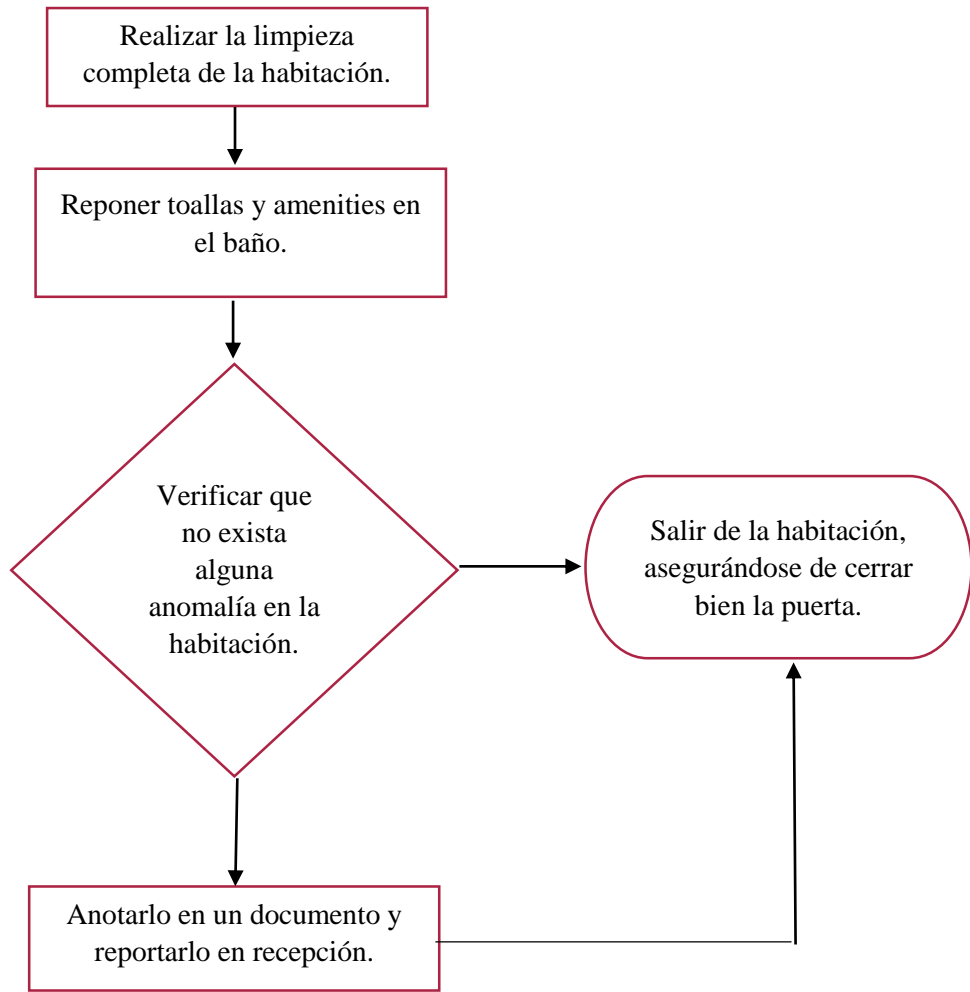 Realizar la limpieza
completa de la habitación.
Reponer toallas y amenities en
el baño.
Verificar que
no exista
alguna
anomalía en la
habitación.
Salir de la habitación,
asegurándose de cerrar
bien la puerta.
Anotarlo en un documento y
reportarlo en recepción.